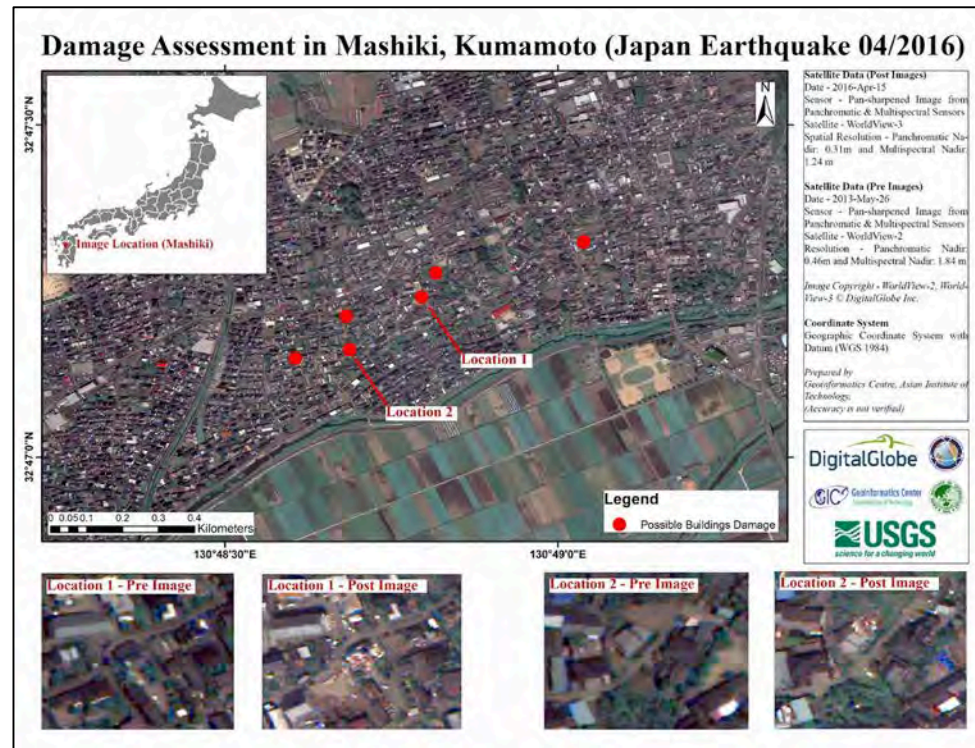 Damage Assessment in Mashiki, Kumamoto (Japan Earthquake 04/2016)
Image Location (Mashiki)
N
32°47'30"N
32°47'0"N
Location 1
Location 2
0 0.05 0.1 0.2 0.3 0.4
Kilometers
Legend
Possible Buildings Damage
130°48'30"E
130°49'0"E
Satellite Data (Post Images)
Date - 2016-Apr-15
Sensor - Pan-sharpened Image from
Panchromatic & Multispectral Sensors
Satellite - WorldView-3
Spatial Resolution - Panchromatic Na-
dir: 0.31m and Multispectral Nadir:
1.24 m
Satellite Data (Pre Images)
Date - 2013-May-26
Sensor - Pan-sharpened Image from
Panchromatic & Multispectral Sensors
Satellite - WorldView-2
Resolution - Panchromatic Nadir:
0.46m and Multispectral Nadir: 1.84 m
Image Copyright - WorldView-2, World-
View-3 © DigitalGlobe Inc.
Coordinate System
Geographic Coordinate System with
Datum (WGS 1984)
Prepared by
Geoinformatics Centre, Asian Institute of
Technology.
(Accuracy is not verified)
DigitalGlobe
GIC Geoinformatics Center
USGS
science for a changing world
Location 1 - Pre Image
Location 1 - Post Image
Location 2 - Pre Image
Location 2 - Post Image